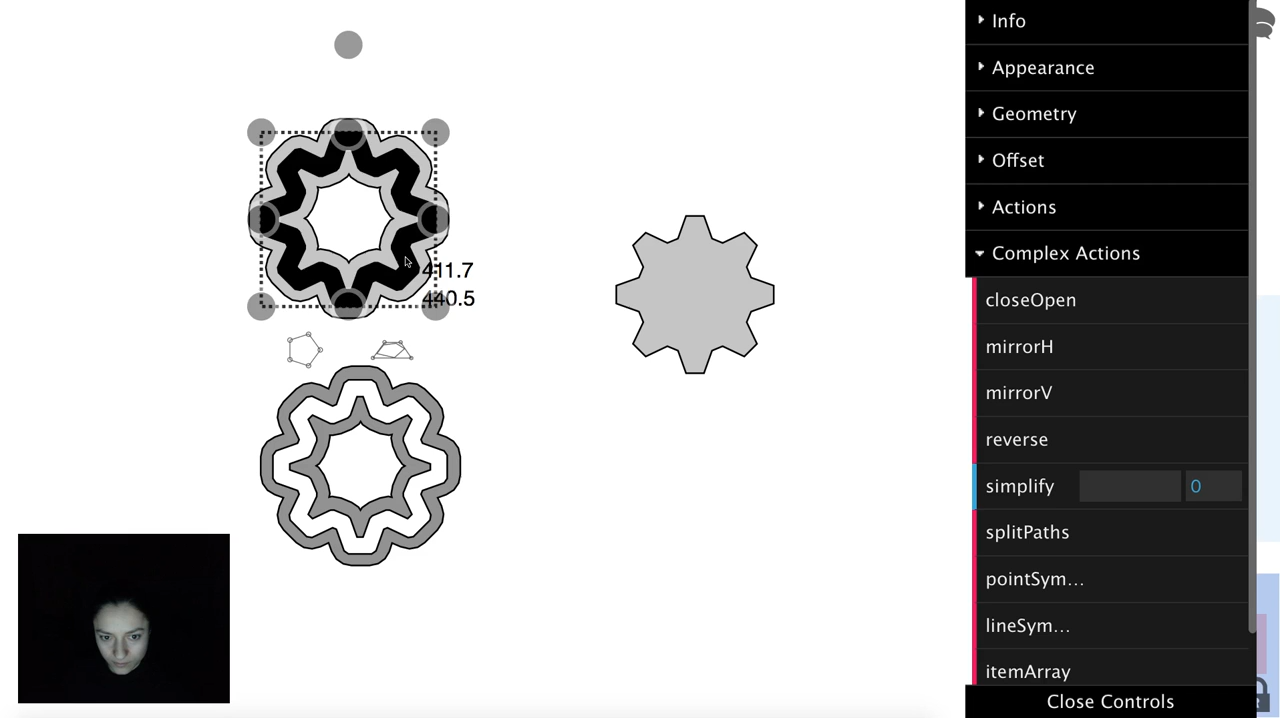 Info
Appearance
Geometry
Offset
Actions
Complex Actions
closeOpen
mirrorH
mirrorV
reverse
simplify 0
splitPaths
pointSym...
lineSym...
itemArray
Close Controls
411.7
440.5